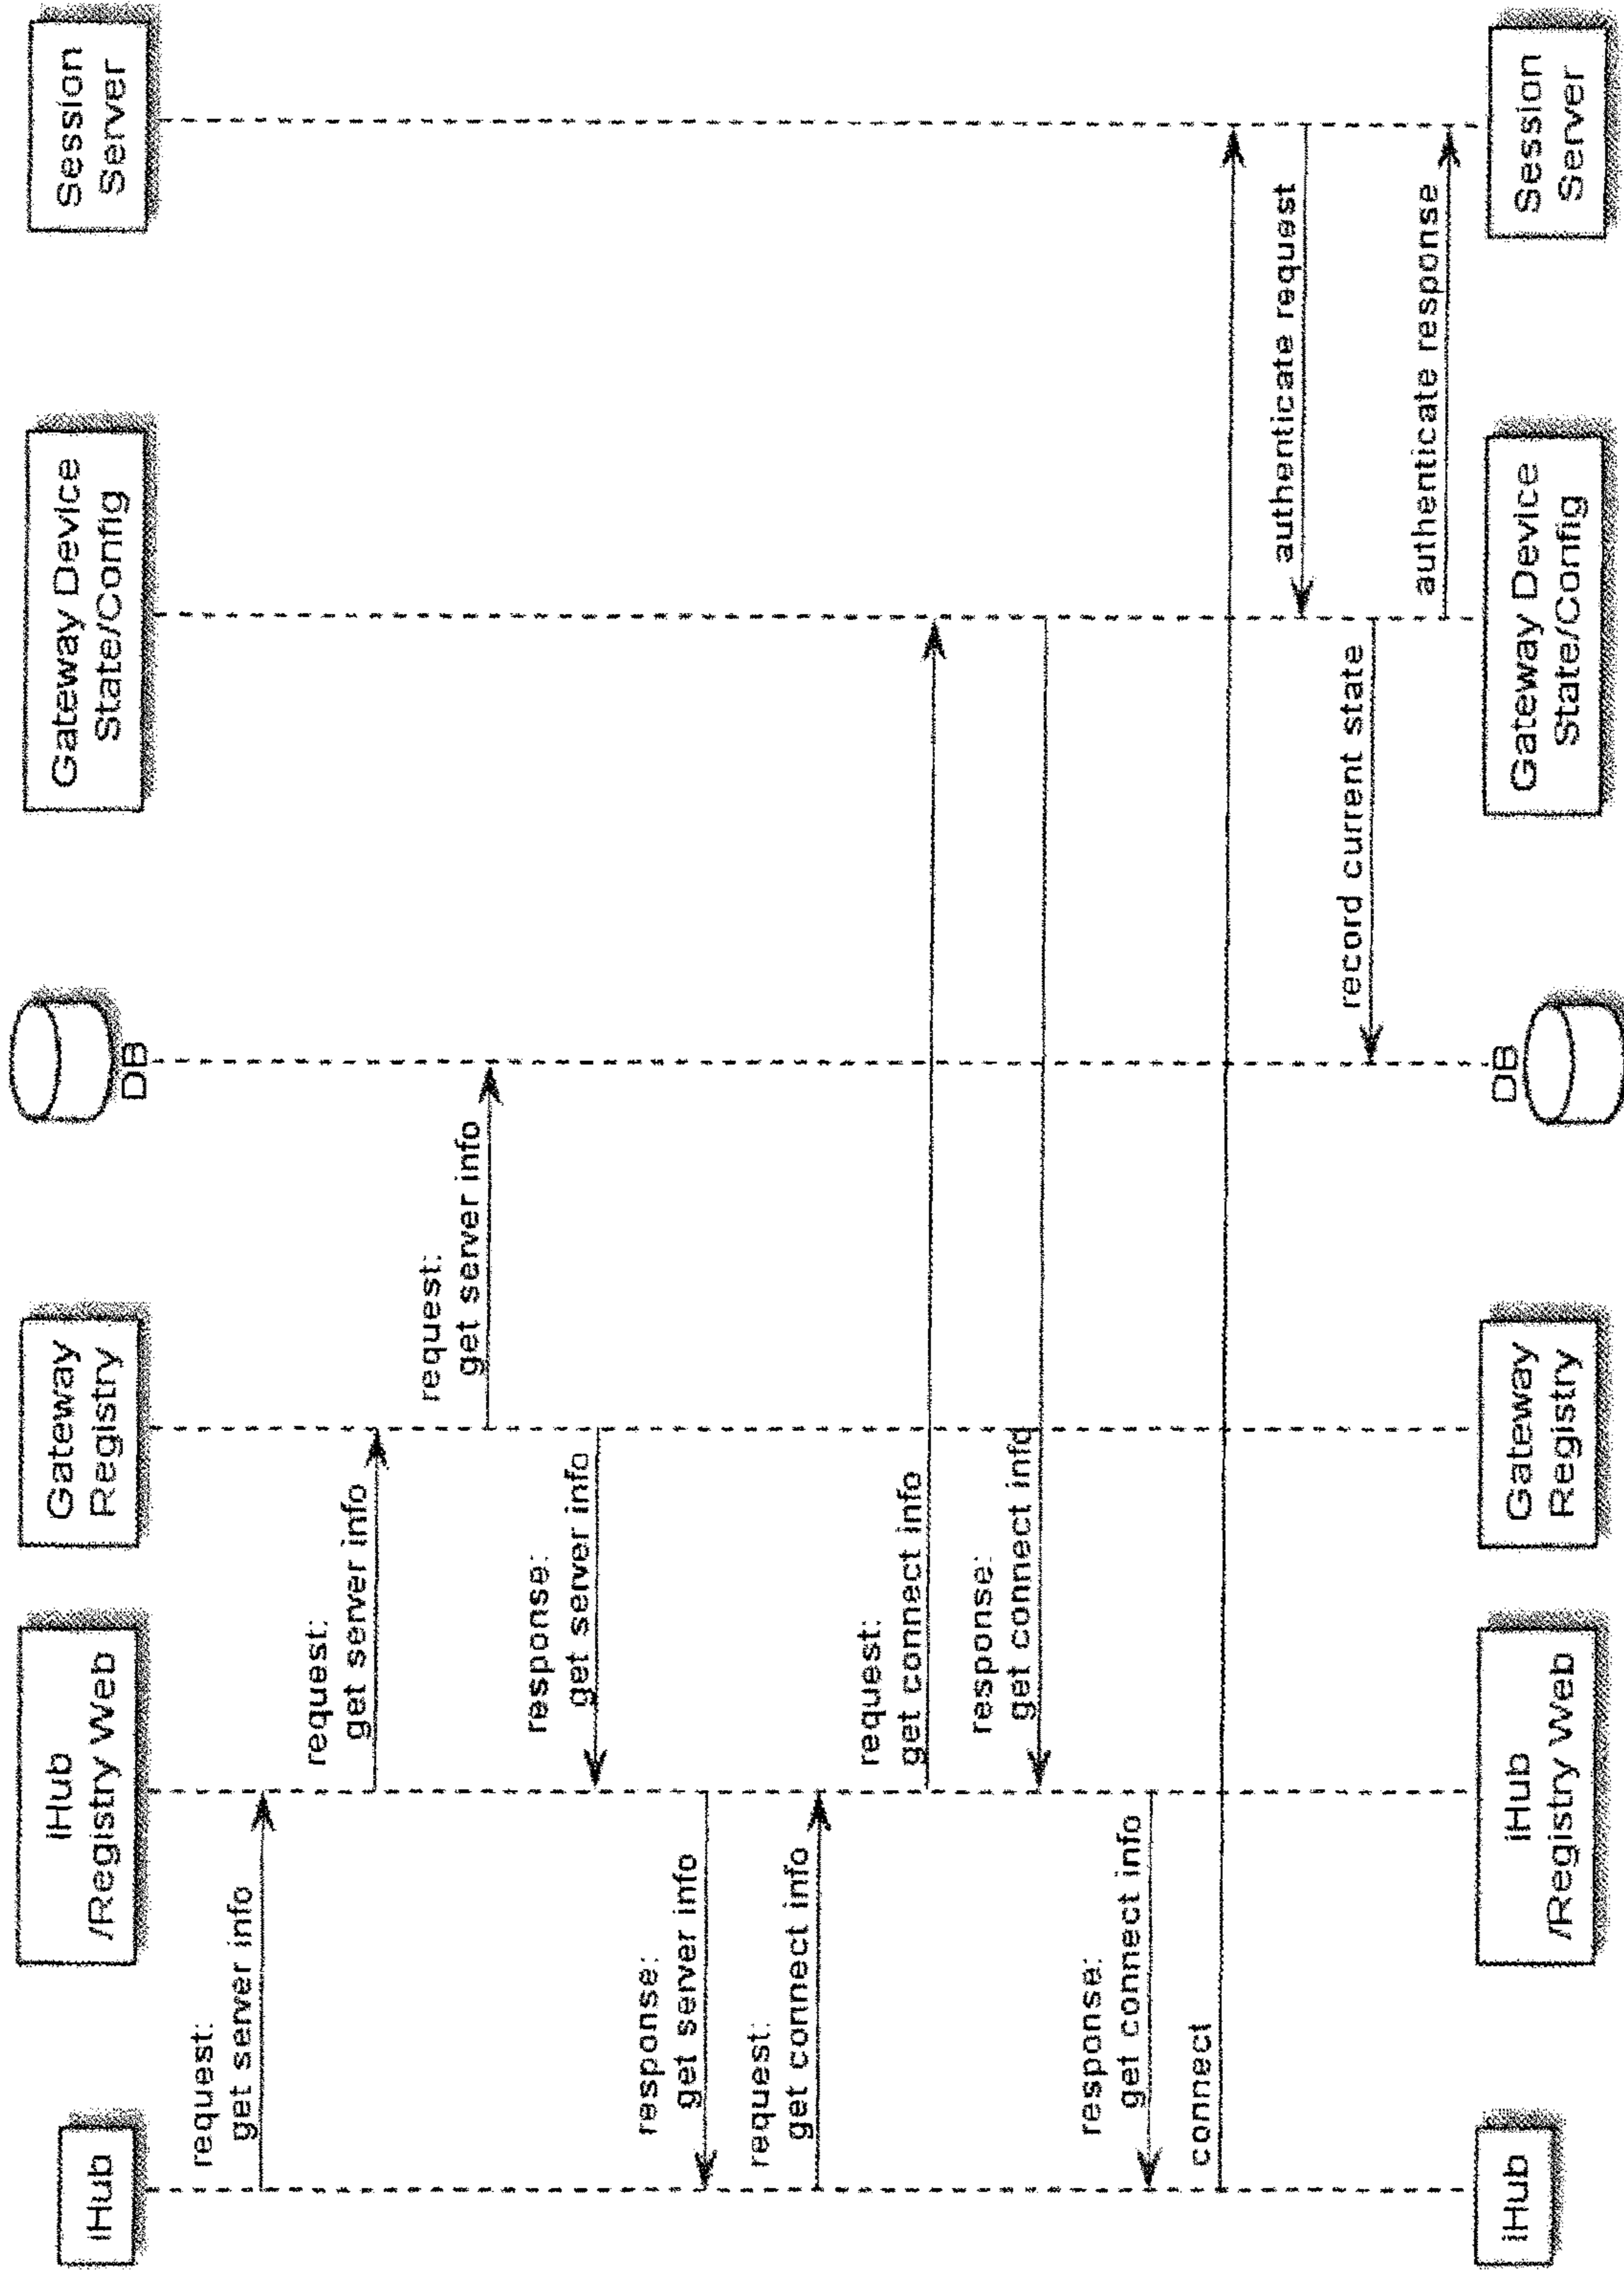 iHub
iHub
/Registry Web
Gateway
Registry
DB
Gateway Device
State/Config
Session
Server
request:
get server info
request:
get server info
request:
get server info
response:
get server info
response:
get server info
request:
get connect info
request:
get connect info
response:
get connect info
response:
get connect info
connect
authenticate request
record current state
authenticate response
iHub
iHub
/Registry Web
Gateway
Registry
DB
Gateway Device
State/Config
Session
Server